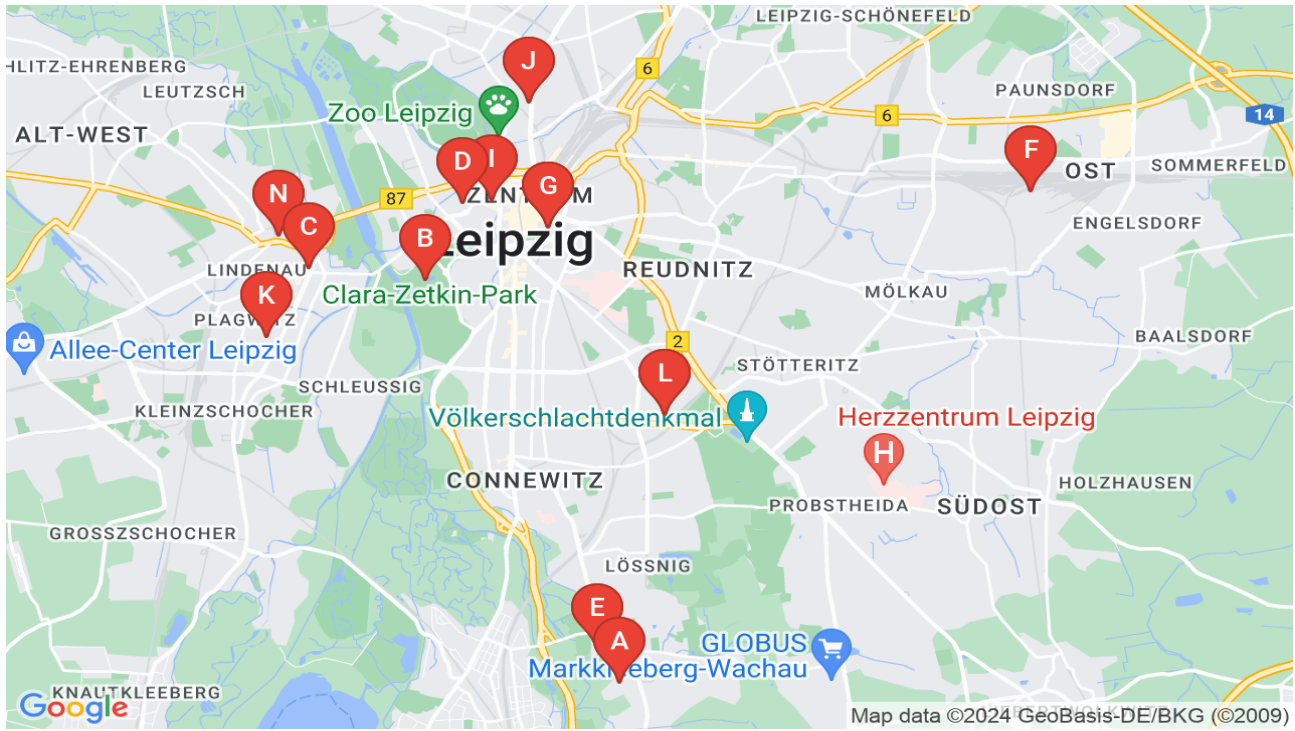 LEIPZIG-SCHÖNEFELD
HLITZ-EHRENBERG
J
6
LEUTZSCH
PAUNSDORF
Zoo Leipzig
6
14
ALT-WEST
D
I
F
OST
SOMMERFELD
N
87
G
ZENTRUM
C
B
Leipzig
ENGELSDORF
LINDENAU
REUDNITZ
K
Clara-Zetkin-Park
MÖLKAU
PLAGWITZ
2
BAALSDORF
Allee-Center Leipzig
L
STÖTTERITZ
SCHLEUSSIG
KLEINZSCHOCHER
Völkerschlachtdenkmal
Herzzentrum Leipzig
H
CONNEWITZ
HOLZHAUSEN
PROBSTHEIDA
SÜDOST
GROSSZSCHOCHER
LÖSSNIG
E
A
GLOBUS
Markkleeberg-Wachau
KNAUTKLEEBERG
Google
Map data ©2024 GeoBasis-DE/BKG (©2009)